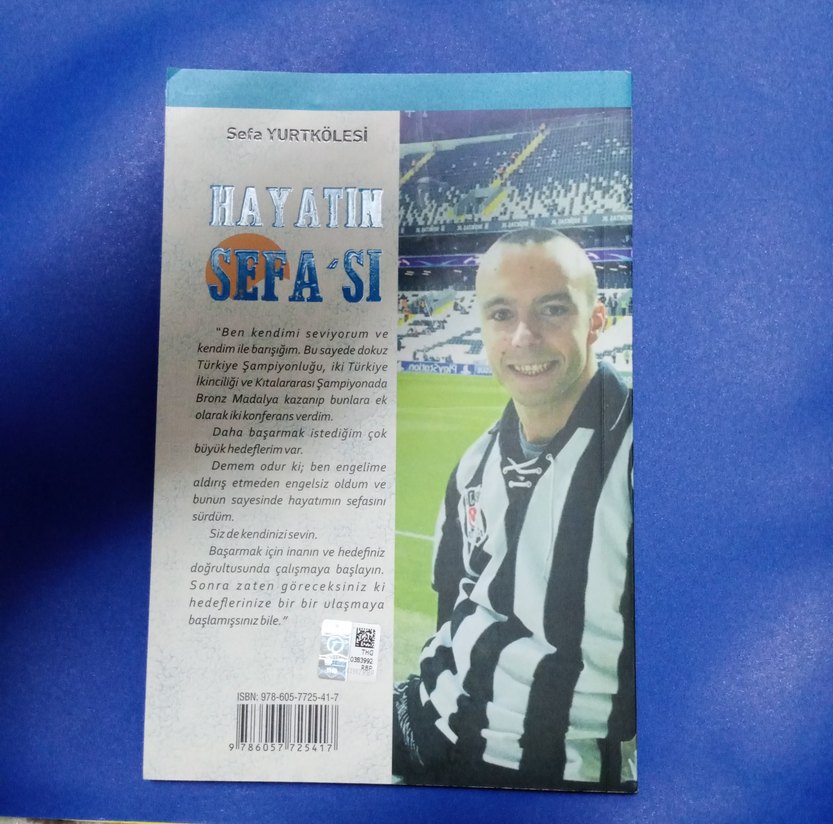 Sefa YURTKÖLESİ
HAYATIN
SEFA'SI
"Ben kendimi seviyorum ve
kendim ile barışığım. Bu sayede dokuz
Türkiye Şampiyonluğu, iki Türkiye
İkinciliği ve Kıtalararası Şampiyonada
Bronz Madalya kazanıp bunlara ek
olarak iki konferans verdim.
Daha başarmak istediğim çok
büyük hedeflerim var.
Demem odur ki; ben engelime
aldırış etmeden engelsiz oldum ve
bunun sayesinde hayatımın sefasını
sürdüm.
Siz de kendinizi sevin.
Başarmak için inanın ve hedefiniz
doğrultusunda çalışmaya başlayın.
Sonra zaten göreceksiniz ki
hedeflerinize bir bir ulaşmaya
başlamışsınız bile."
THQ
0383992
RBP
ISBN: 978-605-7725-41-7
9 786057 725417
PlayStation